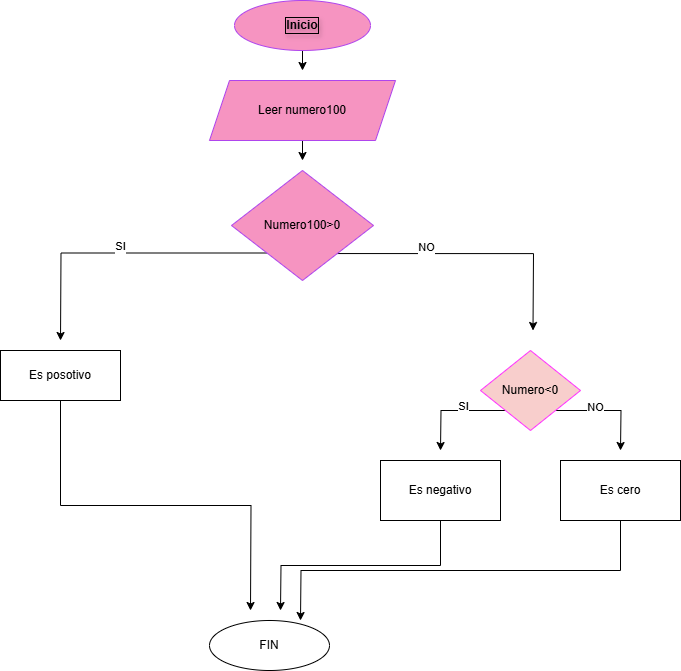 Inicio
Leer numero100
Numero100>0
SI
NO
Es posotivo
Numero<0
SI
NO
Es negativo
Es cero
FIN